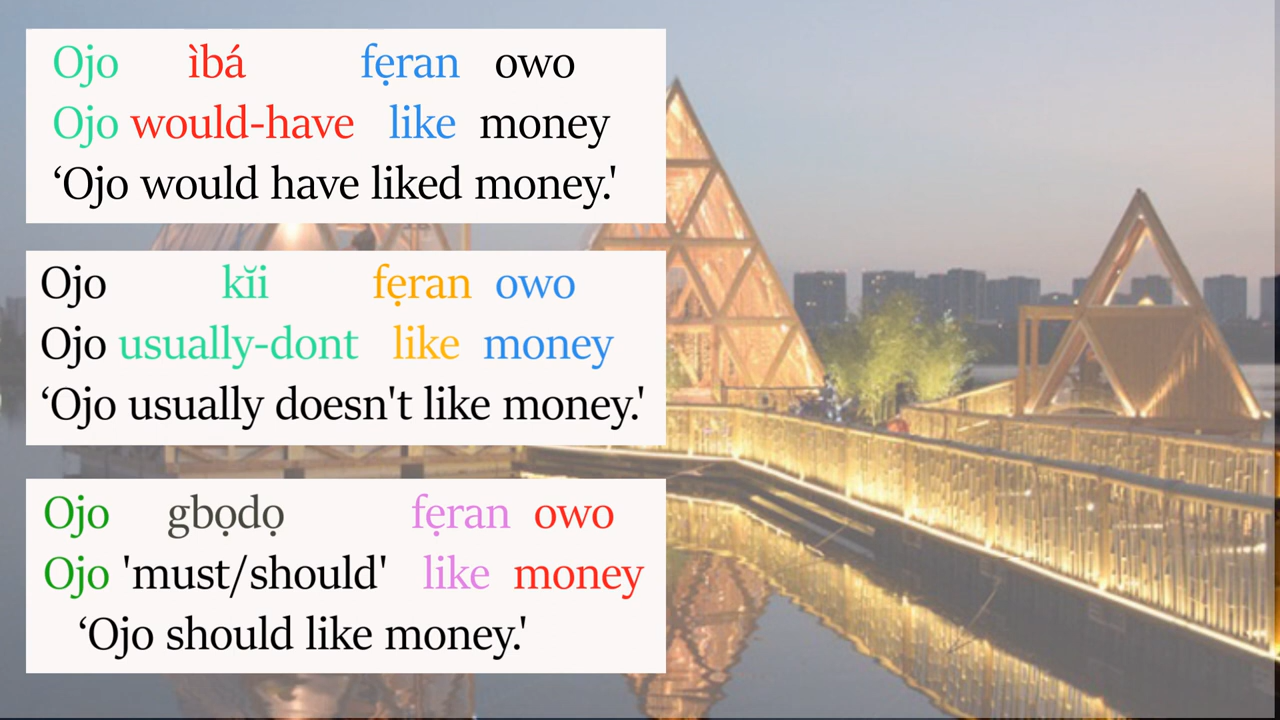 Ojo ìbá fẹran owo
Ojo would-have like money
‘Ojo would have liked money.'
Ojo kĭi fẹran owo
Ojo usually-dont like money
‘Ojo usually doesn't like money.'
Ojo gbọdọ fẹran owo
Ojo 'must/should' like money
‘Ojo should like money.'